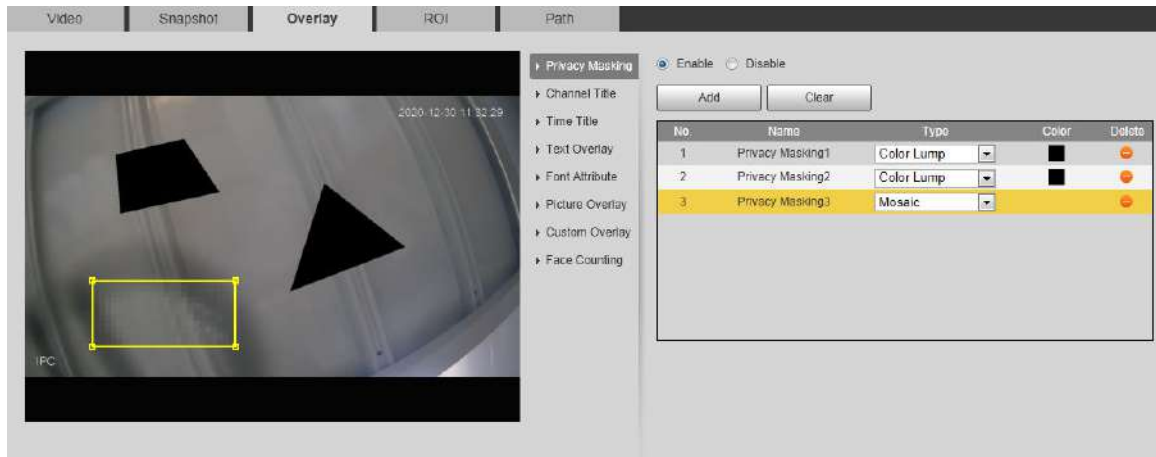 Video Snapshot Overlay ROI Path
2020-12-30 11:32:29
IPC
Privacy Masking
Channel Title
Time Title
Text Overlay
Font Attribute
Picture Overlay
Custom Overlay
Face Counting
Enable Disable
Add Clear
No. Name Type Color Delete
1 Privacy Masking1 Color Lump
2 Privacy Masking2 Color Lump
3 Privacy Masking3 Mosaic